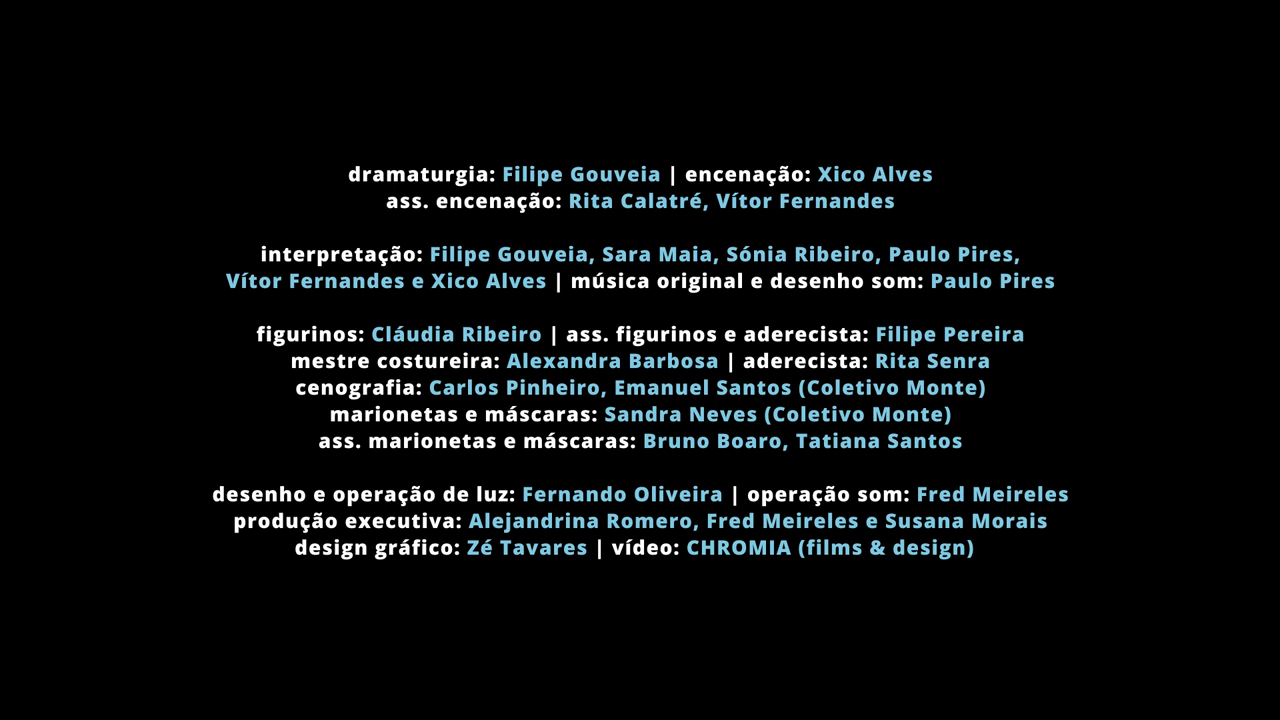 dramaturgia: Filipe Gouveia | encenação: Xico Alves
ass. encenação: Rita Calatré, Vítor Fernandes
interpretação: Filipe Gouveia, Sara Maia, Sónia Ribeiro, Paulo Pires,
Vítor Fernandes e Xico Alves | música original e desenho som: Paulo Pires
figurinos: Cláudia Ribeiro | ass. figurinos e aderecista: Filipe Pereira
mestre costureira: Alexandra Barbosa | aderecista: Rita Senra
cenografia: Carlos Pinheiro, Emanuel Santos (Coletivo Monte)
marionetas e máscaras: Sandra Neves (Coletivo Monte)
ass. marionetas e máscaras: Bruno Boaro, Tatiana Santos
desenho e operação de luz: Fernando Oliveira | operação som: Fred Meireles
produção executiva: Alejandrina Romero, Fred Meireles e Susana Morais
design gráfico: Zé Tavares | vídeo: CHROMIA (films & design)